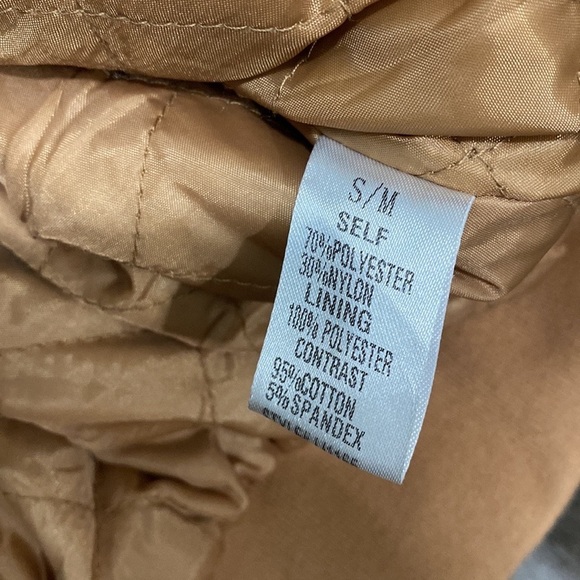 S/M
SELF
70%POLYESTER
30%NYLON
LINING
100% POLYESTER
CONTRAST
95%COTTON
5%SPANDEX